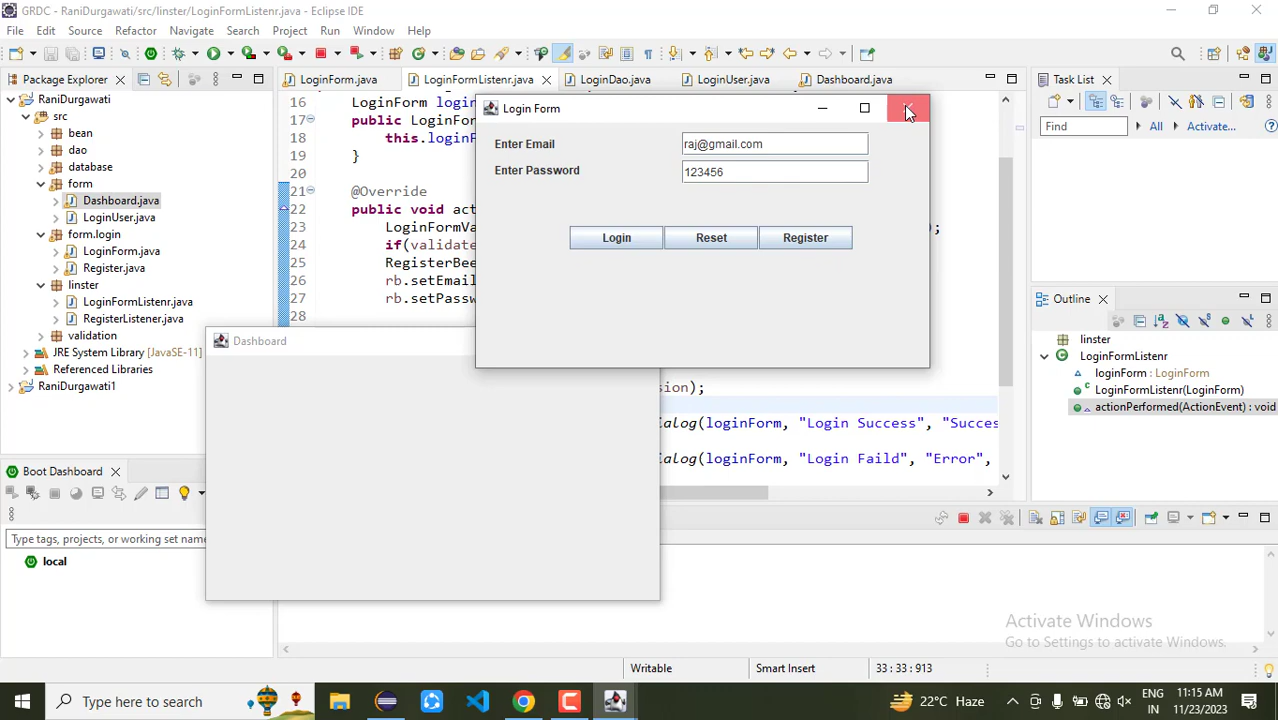 GRDC - RaniDurgawati/src/linster/LoginFormListenr.java - Eclipse IDE
File Edit Source Refactor Navigate Search Project Run Window Help
Package Explorer
RaniDurgawati
src
bean
dao
database
form
Dashboard.java
LoginUser.java
form.login
LoginForm.java
Register.java
linster
LoginFormListenr.java
RegisterListener.java
validation
JRE System Library [JavaSE-11]
Referenced Libraries
RaniDurgawati1
LoginForm.java LoginFormListenr.java LoginDao.java LoginUser.java Dashboard.java
16 LoginForm login
17 public LoginFor
18 this.loginF
19 }
20
21 @Override
22 public void act
23 LoginFormVa );
24 if(validate
25 RegisterBee
26 rb.setEmail
27 rb.setPassw
28
sion);
ialog(loginForm, "Login Success", "Succes
ialog(loginForm, "Login Faild", "Error",
Login Form
Enter Email raj@gmail.com
Enter Password 123456
Login Reset Register
Dashboard
Task List
Find All Activate...
Outline
linster
LoginFormListenr
loginForm : LoginForm
LoginFormListenr(LoginForm)
actionPerformed(ActionEvent) : void
Boot Dashboard
Type tags, projects, or working set name
local
Activate Windows
Go to Settings to activate Windows.
Writable Smart Insert 33 : 33 : 913
Type here to search
22°C Haze
ENG
IN
11:15 AM
11/23/2023